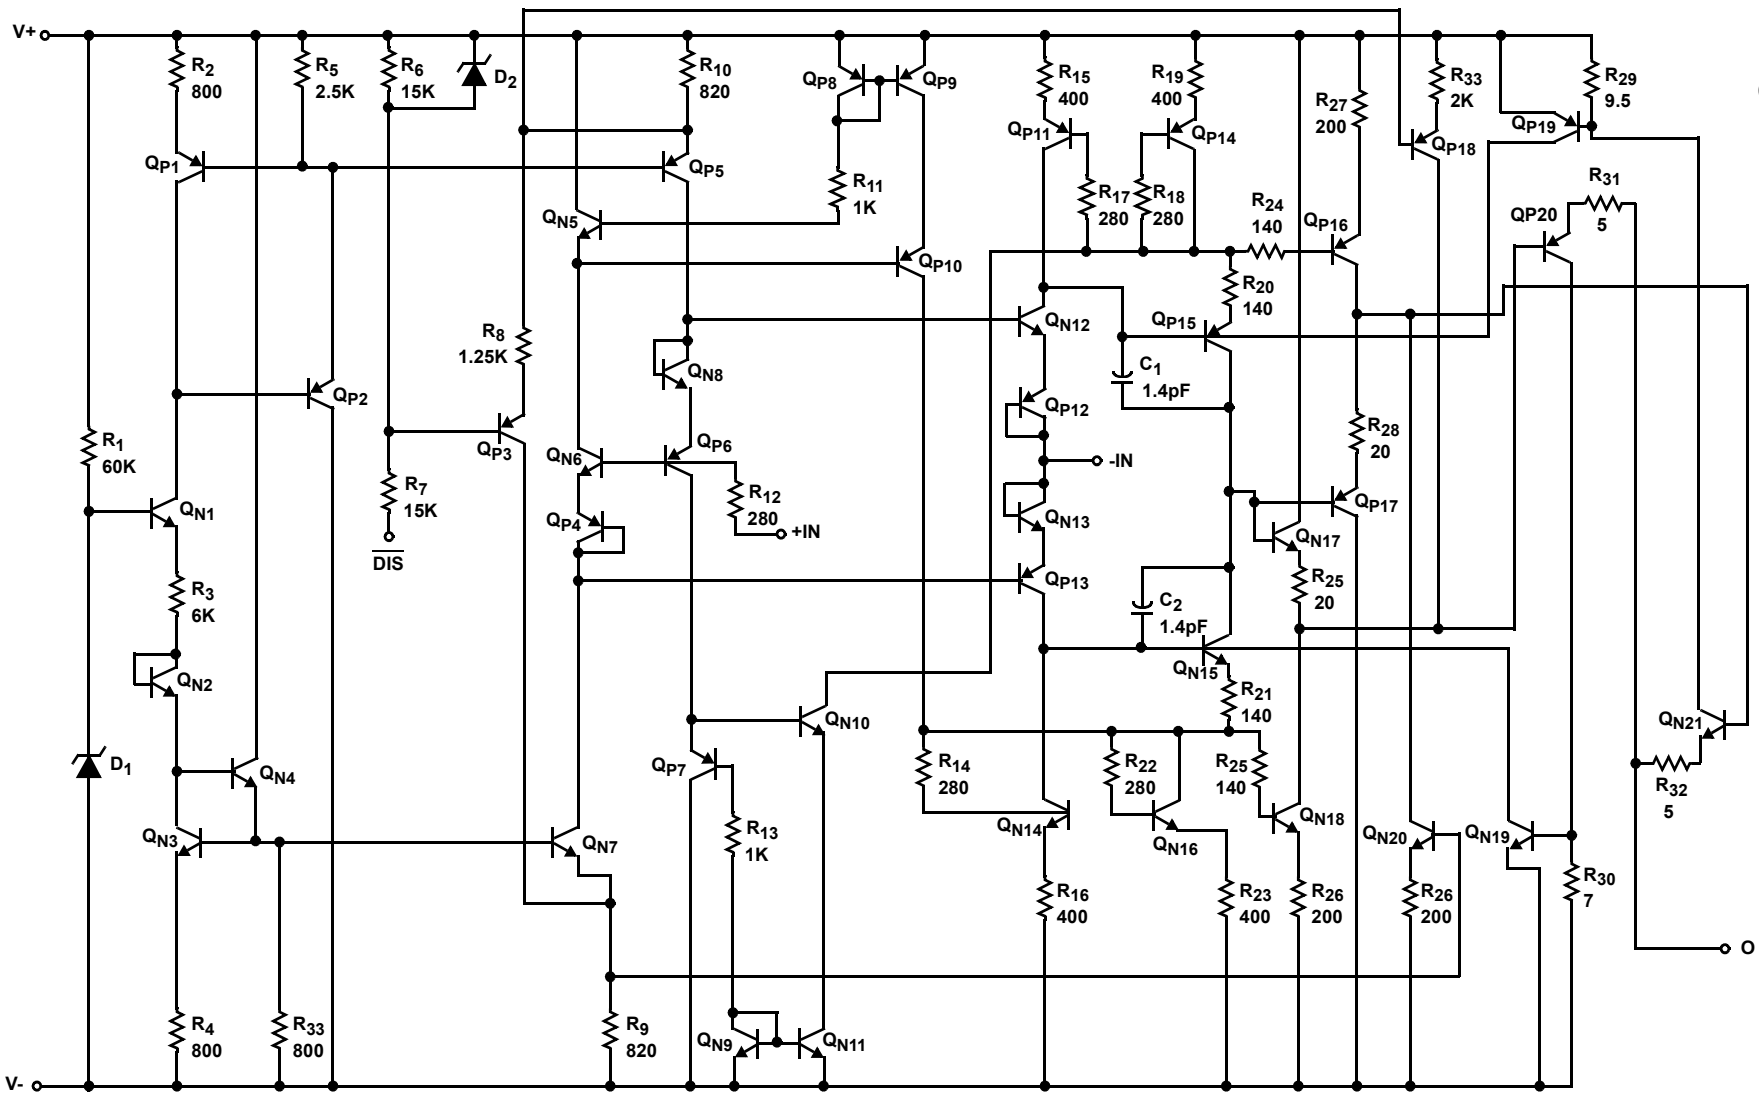 V+
R2
800
R5
2.5K
R6
15K
D2
R10
820
QP8
QP9
R15
400
R19
400
R27
200
R33
2K
R29
9.5
QP1
QP5
QP11
QP14
QP18
QP19
R11
1K
R17
280
R18
280
R31
5
QN5
R24
140
QP16
QP20
QP10
R20
140
R8
1.25K
QN12
QP15
QN8
C1
1.4pF
QP2
QP12
R1
60K
QP3
QN6
QP6
-IN
R28
20
R7
15K
R12
280
+IN
QN1
QP4
QN13
QP17
QN17
DIS
R3
6K
QP13
R25
20
C2
1.4pF
QN2
QN15
R21
140
QN10
QN21
D1
QN4
QP7
R14
280
R22
280
R25
140
R32
5
QN3
QN7
R13
1K
QN14
QN16
QN18
QN20
QN19
R16
400
R23
400
R26
200
R26
200
R30
7
O
R4
800
R33
800
R9
820
QN9
QN11
V-